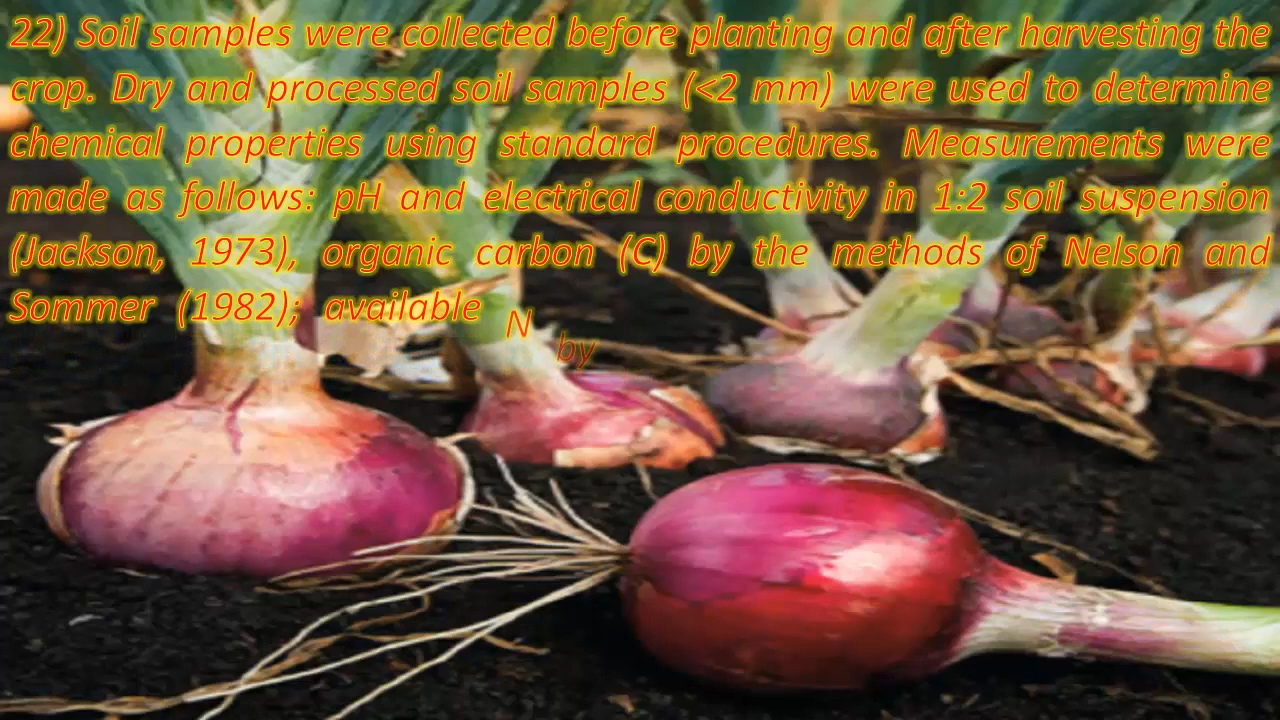 22) Soil samples were collected before planting and after harvesting the
crop. Dry and processed soil samples (<2 mm) were used to determine
chemical properties using standard procedures. Measurements were
made as follows: pH and electrical conductivity in 1:2 soil suspension
(Jackson, 1973), organic carbon (C) by the methods of Nelson and
Sommer (1982); available N by